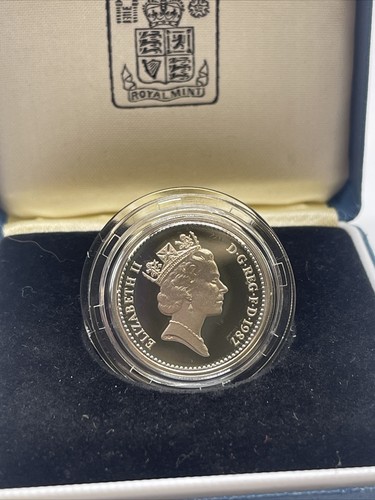 ROYAL MINT
ELIZABETH II
D·G·REG·F·D·1987